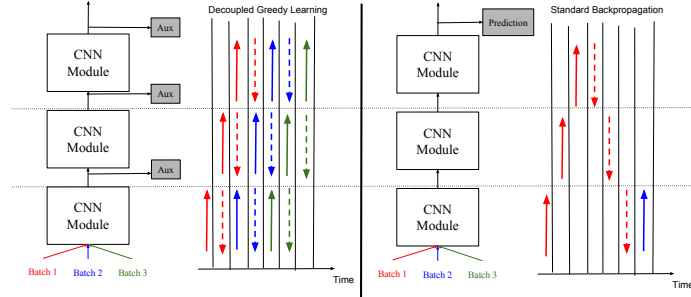 Decoupled Greedy Learning
Aux
CNN
Module
Aux
CNN
Module
Aux
CNN
Module
Batch 1
Batch 2
Batch 3
Time
Standard Backpropagation
Prediction
CNN
Module
CNN
Module
CNN
Module
Batch 1
Batch 2
Batch 3
Time